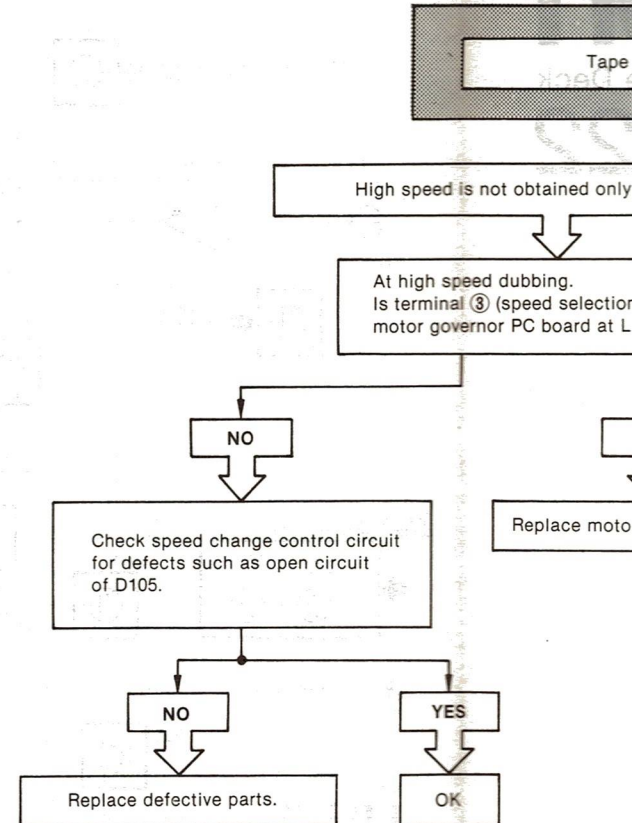 Tape
High speed is not obtained only
At high speed dubbing.
Is terminal ③ (speed selection
motor governor PC board at L
NO
Check speed change control circuit
for defects such as open circuit
of D105.
Replace moto
NO
YES
Replace defective parts.
OK